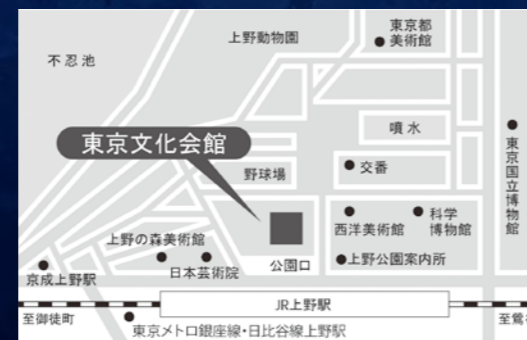 東京都
美術館
上野動物園
不忍池
噴水
東京文化会館
交番
東京国立博物館
野球場
西洋美術館
科学
博物館
上野の森美術館
日本芸術院
公園口
上野公園案内所
京成上野駅
JR上野駅
至御徒町
至鶯
東京メトロ銀座線・日比谷線上野駅